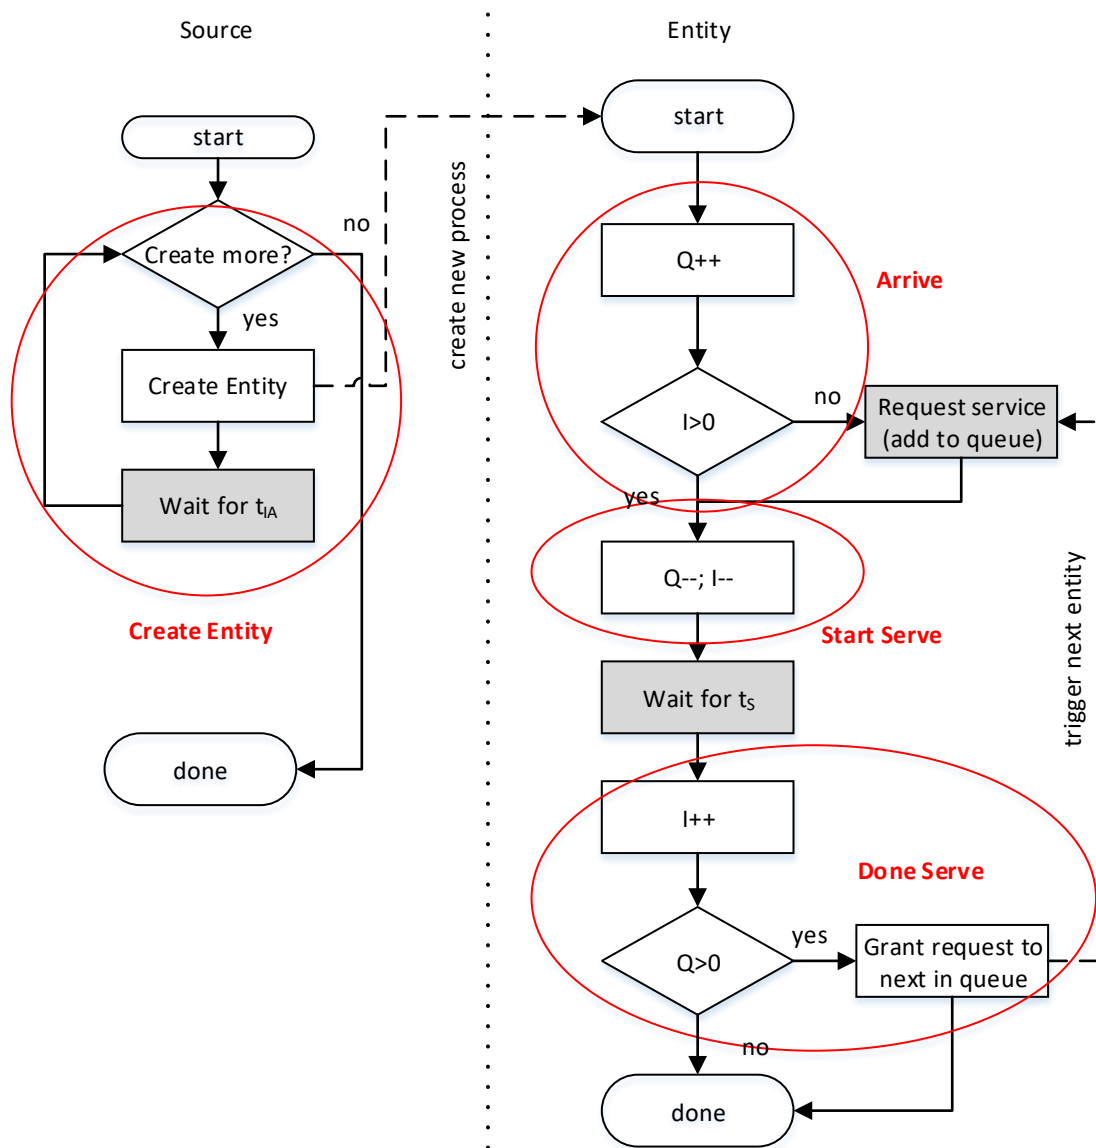 Source
start
Create more?
no
yes
Create Entity
Wait for tIA
Create Entity
done
create new process
Entity
start
Q++
Arrive
I>0
no
Request service
(add to queue)
yes
Q--; I--
Start Serve
Wait for tS
trigger next entity
I++
Done Serve
Q>0
yes
Grant request to
next in queue
no
done